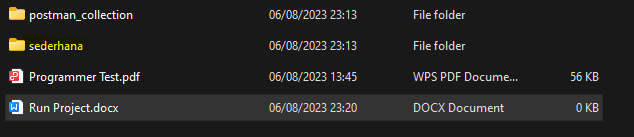 postman_collection 06/08/2023 23:13 File folder
sederhana 06/08/2023 23:13 File folder
Programmer Test.pdf 06/08/2023 13:45 WPS PDF Docume... 56 KB
Run Project.docx 06/08/2023 23:20 DOCX Document 0 KB